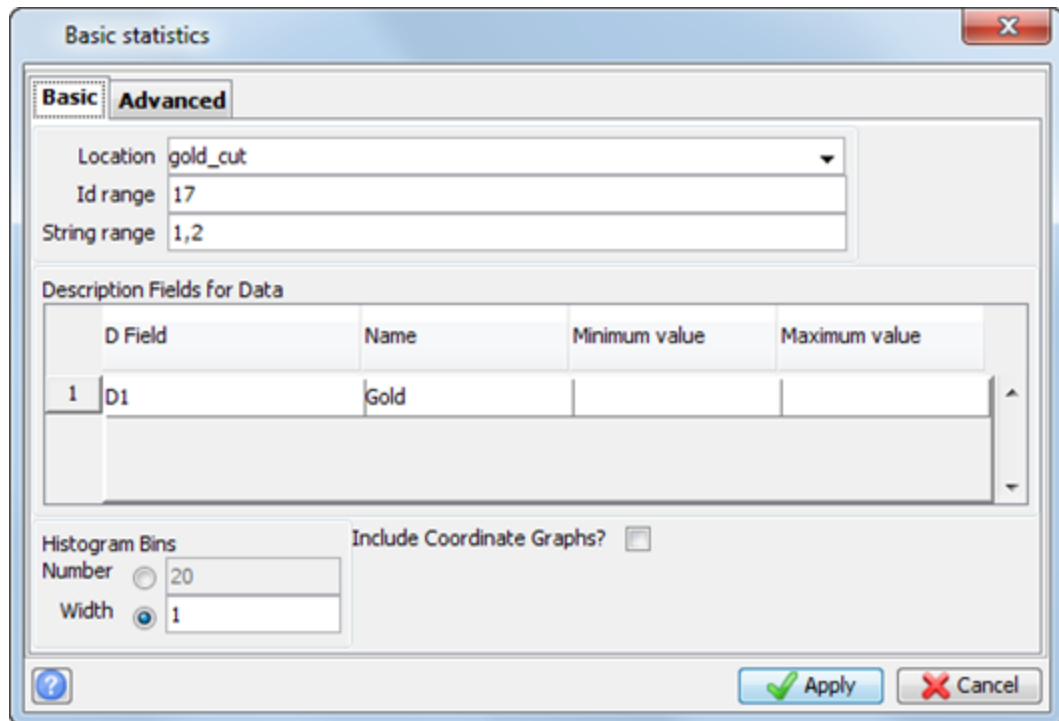 Basic statistics
Basic Advanced
Location gold_cut
Id range 17
String range 1,2
Description Fields for Data
D Field Name Minimum value Maximum value
1 D1 Gold
Histogram Bins Include Coordinate Graphs?
Number 20
Width 1
? Apply Cancel